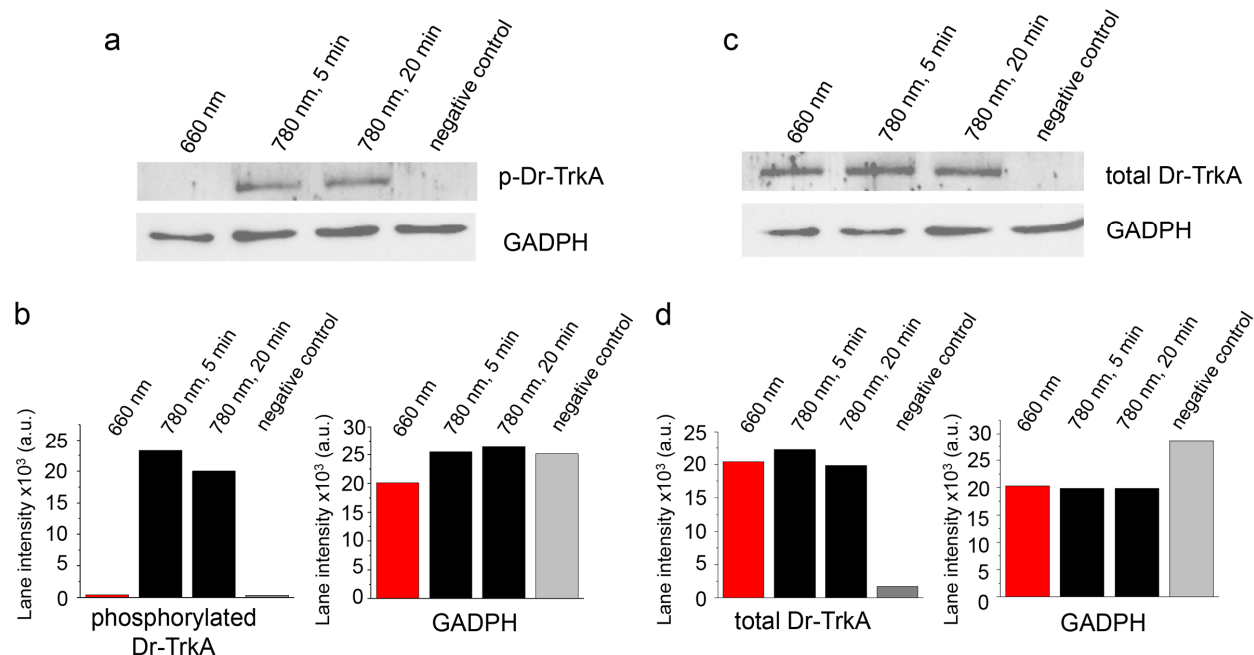 a
660 nm
780 nm, 5 min
780 nm, 20 min
negative control
p-Dr-TrkA
GADPH
b
Lane intensity x10³ (a.u.)
25
20
15
10
5
0
660 nm
780 nm, 5 min
780 nm, 20 min
negative control
phosphorylated
Dr-TrkA
Lane intensity x10³ (a.u.)
30
25
20
15
10
5
0
660 nm
780 nm, 5 min
780 nm, 20 min
negative control
GADPH
c
660 nm
780 nm, 5 min
780 nm, 20 min
negative control
total Dr-TrkA
GADPH
d
Lane intensity x10³ (a.u.)
25
20
15
10
5
0
660 nm
780 nm, 5 min
780 nm, 20 min
negative control
total Dr-TrkA
Lane intensity x10³ (a.u.)
30
25
20
15
10
5
0
660 nm
780 nm, 5 min
780 nm, 20 min
negative control
GADPH